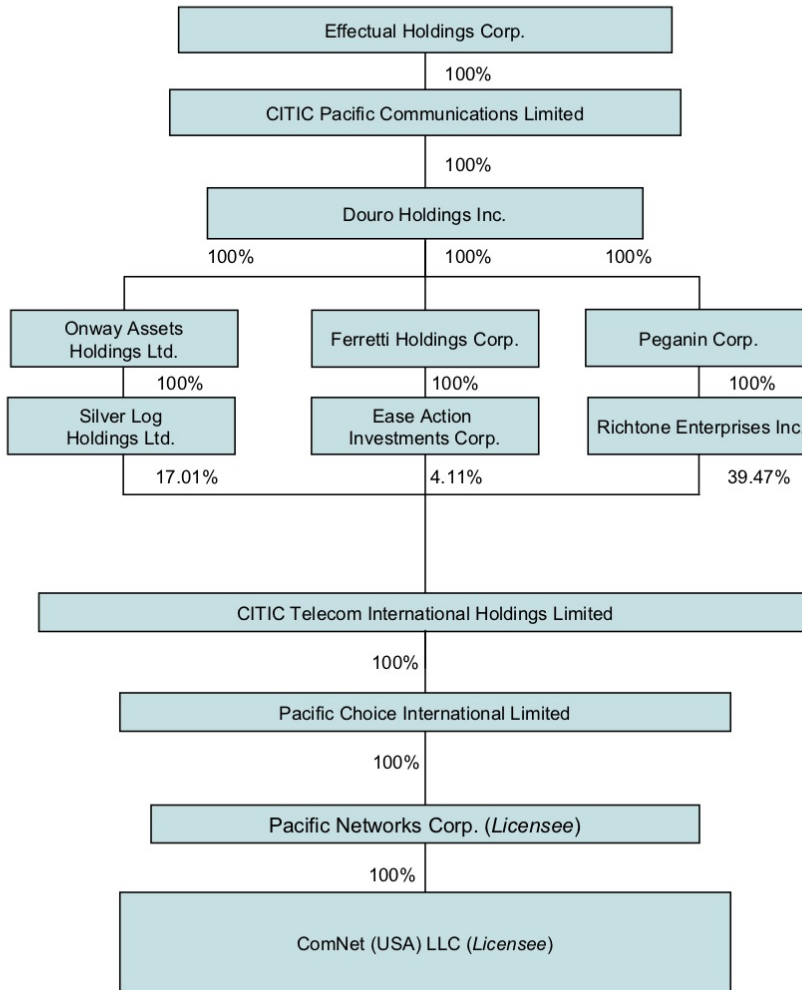 Effectual Holdings Corp.
100%
CITIC Pacific Communications Limited
100%
Douro Holdings Inc.
100% 100% 100%
Onway Assets
Holdings Ltd.
Ferretti Holdings Corp.
Peganin Corp.
100% 100% 100%
Silver Log
Holdings Ltd.
Ease Action
Investments Corp.
Richtone Enterprises Inc.
17.01% 4.11% 39.47%
CITIC Telecom International Holdings Limited
100%
Pacific Choice International Limited
100%
Pacific Networks Corp. (Licensee)
100%
ComNet (USA) LLC (Licensee)